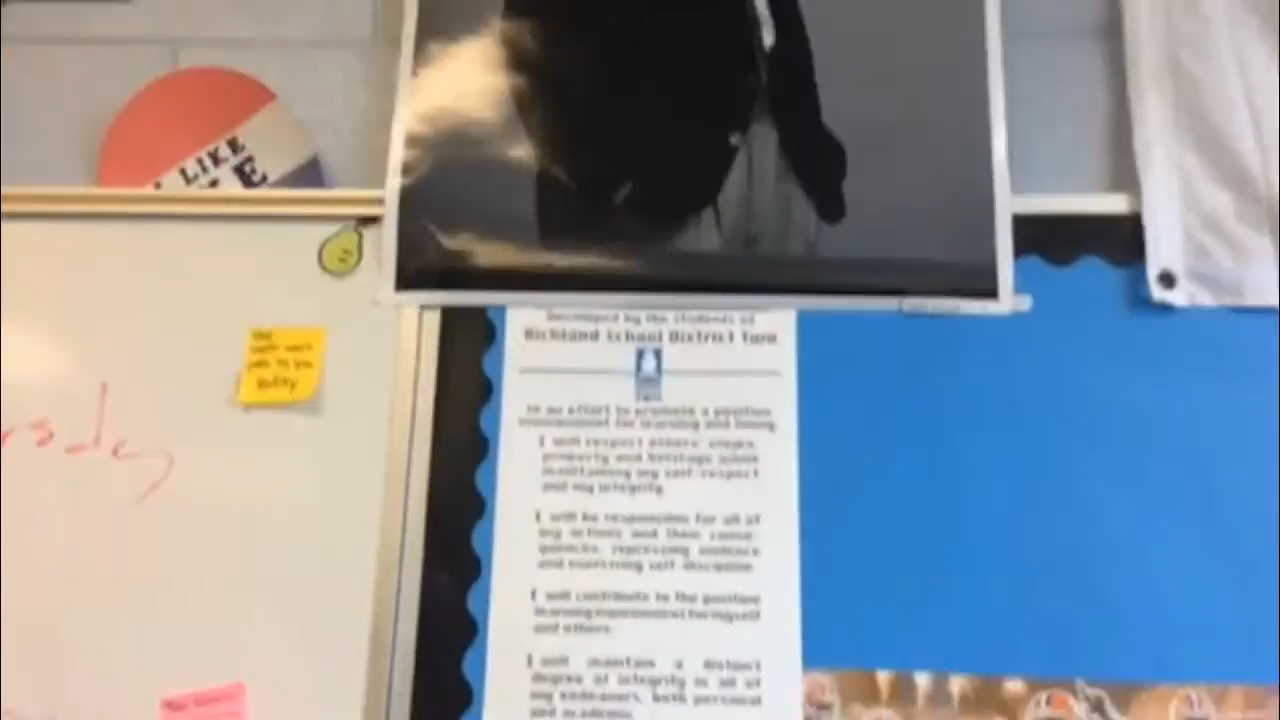 I LIKE
Developed by the students of
Richland School District Two
In an effort to promote a positive
environment for learning and living,
I will respect others' 
property and heritage while
maintaining my self-respect
and my integrity.
I will be responsible for all of
my actions and their conse-
quences, repressing violence
and exercising self-discipline.
I will contribute to the positive
learning experiences for myself
and others.
I will maintain a distinct
degree of integrity in all of
my endeavors, both personal
and academic.
rsday